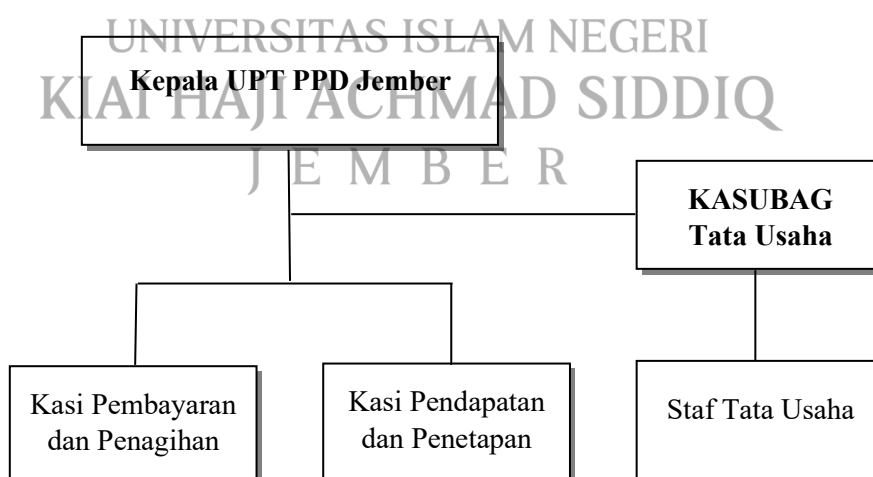 UNIVERSITAS ISLAM NEGERI
Kepala UPT PPD Jember
KIAI HAJI ACHMAD SIDDIQ
J E M B E R
KASUBAG
Tata Usaha
Kasi Pembayaran
dan Penagihan
Kasi Pendapatan
dan Penetapan
Staf Tata Usaha